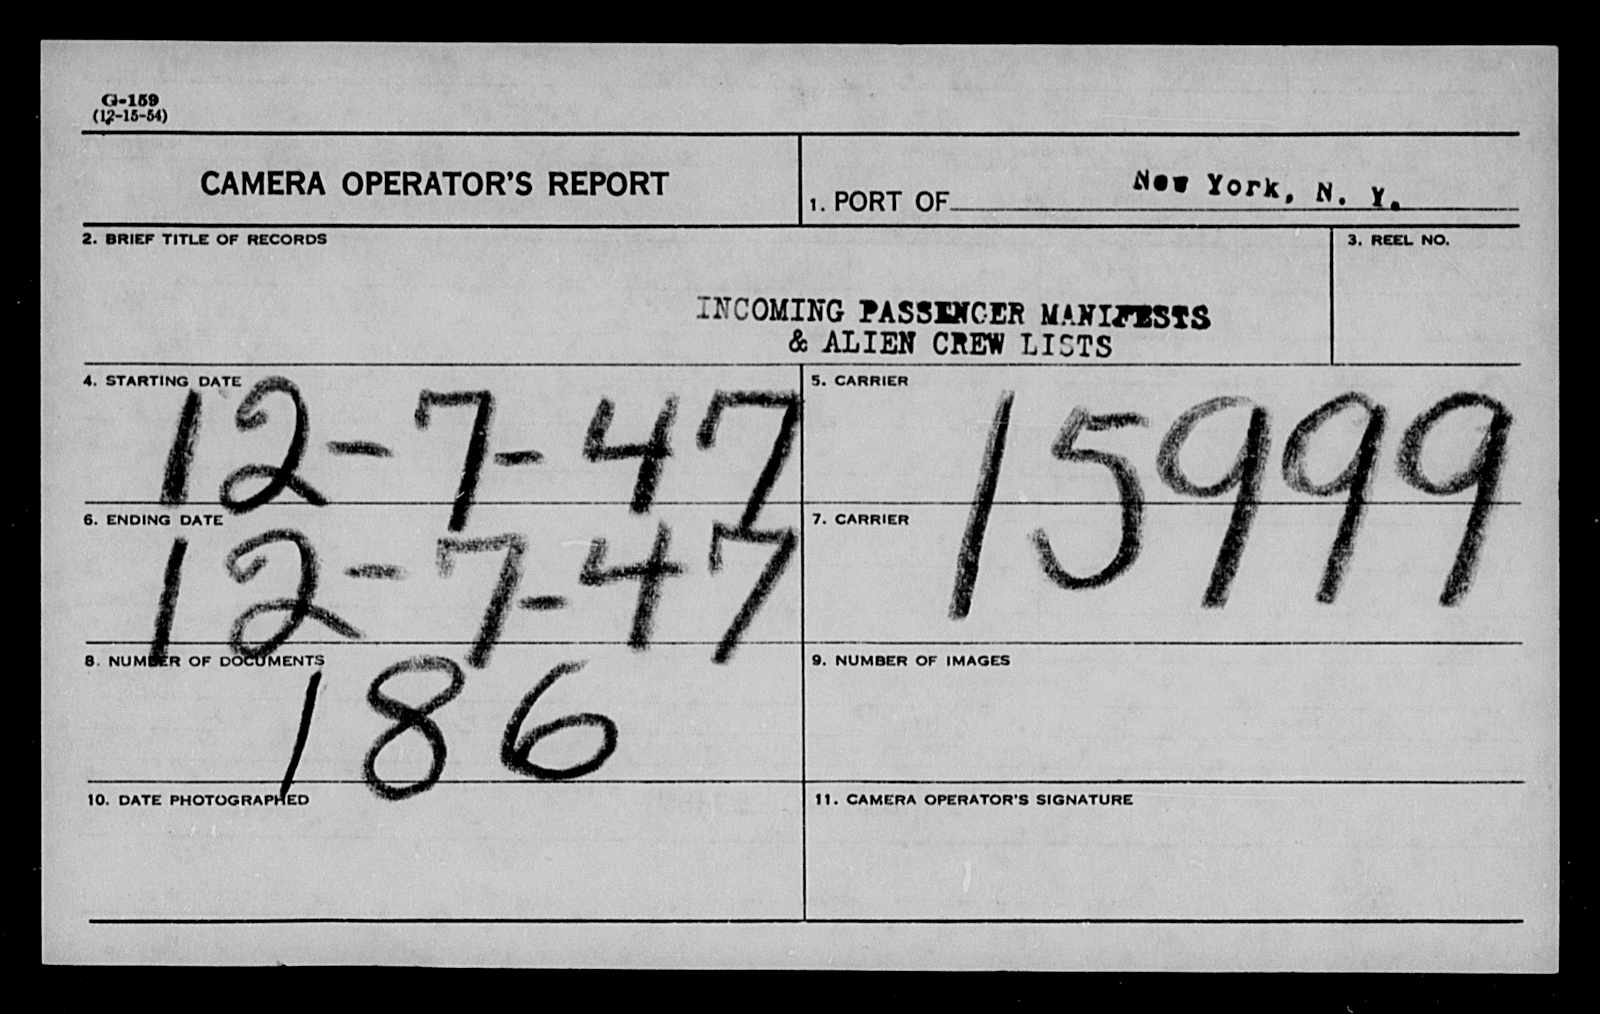 G-159
(12-15-54)
CAMERA OPERATOR'S REPORT
1. PORT OF New York, N. Y.
2. BRIEF TITLE OF RECORDS
3. REEL NO.
INCOMING PASSENGER MANIFESTS
& ALIEN CREW LISTS
4. STARTING DATE
12-7-47
5. CARRIER
15999
6. ENDING DATE
12-7-47
7. CARRIER
8. NUMBER OF DOCUMENTS
186
9. NUMBER OF IMAGES
10. DATE PHOTOGRAPHED
11. CAMERA OPERATOR'S SIGNATURE